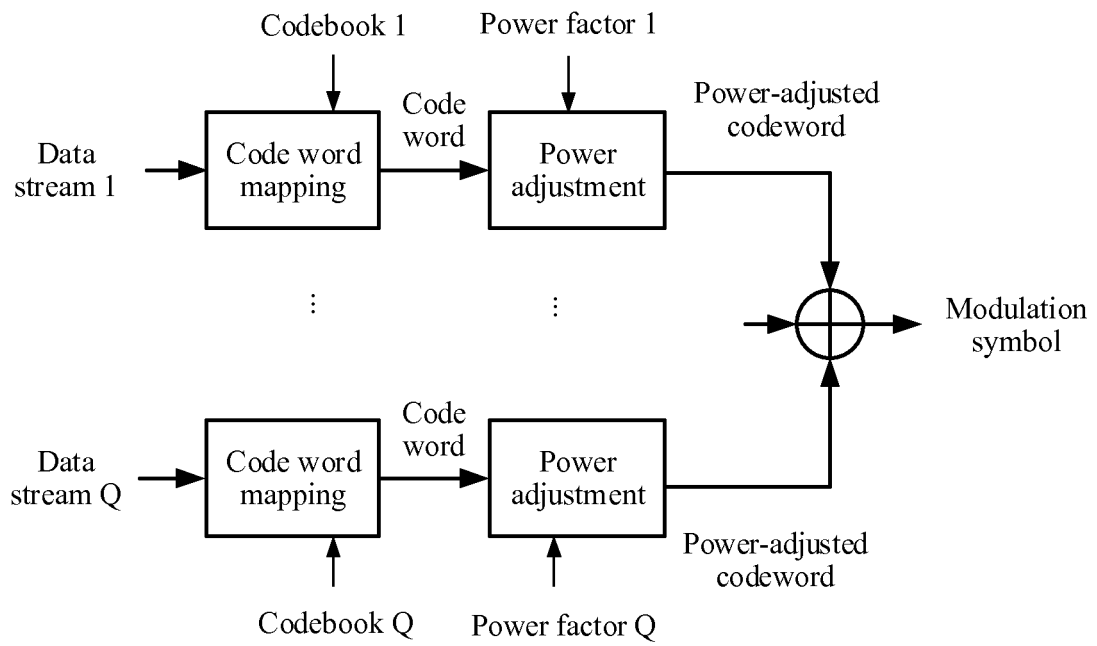 Codebook 1
Power factor 1
Data
stream 1
Code word
mapping
Code
word
Power
adjustment
Power-adjusted
codeword
⋮
⋮
Modulation
symbol
Data
stream Q
Code word
mapping
Code
word
Power
adjustment
Power-adjusted
codeword
Codebook Q
Power factor Q